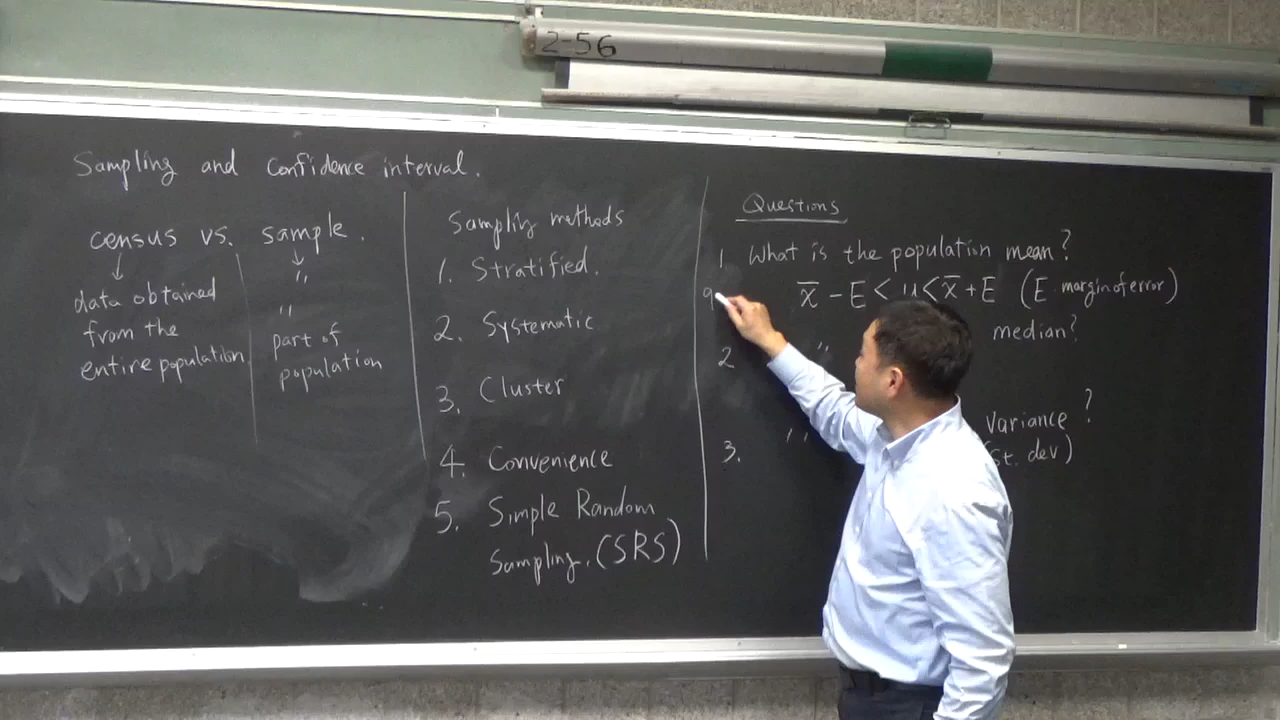 2-56
Sampling and Confidence interval.
census vs. sample.
↓
data obtained
from the
entire population
↓
"
"
part of
population
Sampliy methods
1. Stratified.
2. Systematic
3. Cluster
4. Convenience
5. Simple Random
Sampling. (SRS)
Questions
1 What is the population mean?
x̄ - E < μ < x̄ + E (E. margin of error)
2 " median?
3. " Variance?
(St. dev)